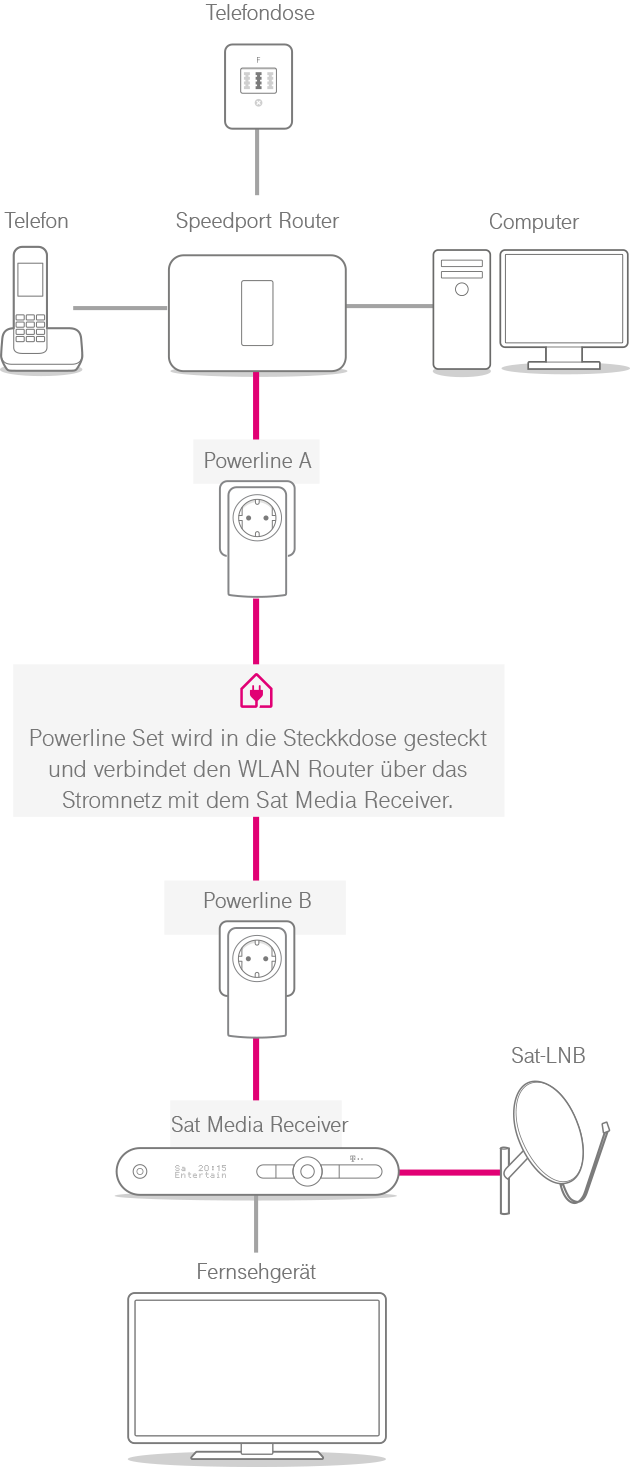 Telefondose
F
Telefon
Speedport Router
Computer
Powerline A
Powerline Set wird in die Steckkdose gesteckt
und verbindet den WLAN Router über das
Stromnetz mit dem Sat Media Receiver.
Powerline B
Sat-LNB
Sat Media Receiver
T··
Sa 20:15
Entertain
Fernsehgerät